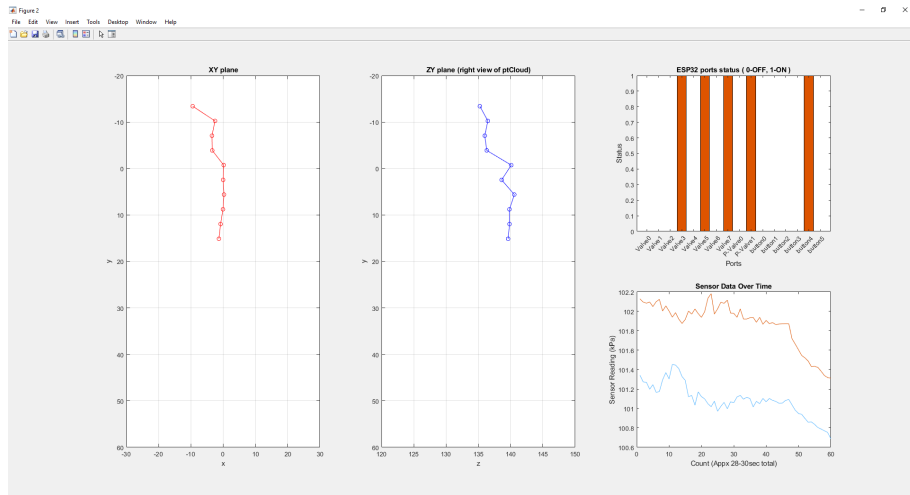 Figure 2
File Edit View Insert Tools Desktop Window Help
XY plane
-20
-10
0
10
20
30
40
50
60
y
-30 -20 -10 0 10 20 30
x
ZY plane (right view of ptCloud)
-20
-10
0
10
20
30
40
50
60
y
120 125 130 135 140 145 150
z
ESP32 ports status ( 0-OFF, 1-ON )
1
0.9
0.8
0.7
0.6
0.5
0.4
0.3
0.2
0.1
0
Status
Valve0 Valve1 Valve2 Valve3 Valve4 Valve5 Valve6 Valve7 P-Valve0 P-Valve1 button0 button1 button2 button3 button4 button5
Ports
Sensor Data Over Time
102.2
102
101.8
101.6
101.4
101.2
101
100.8
100.6
Sensor Reading (kPa)
0 10 20 30 40 50 60
Count (Appx 28-30sec total)